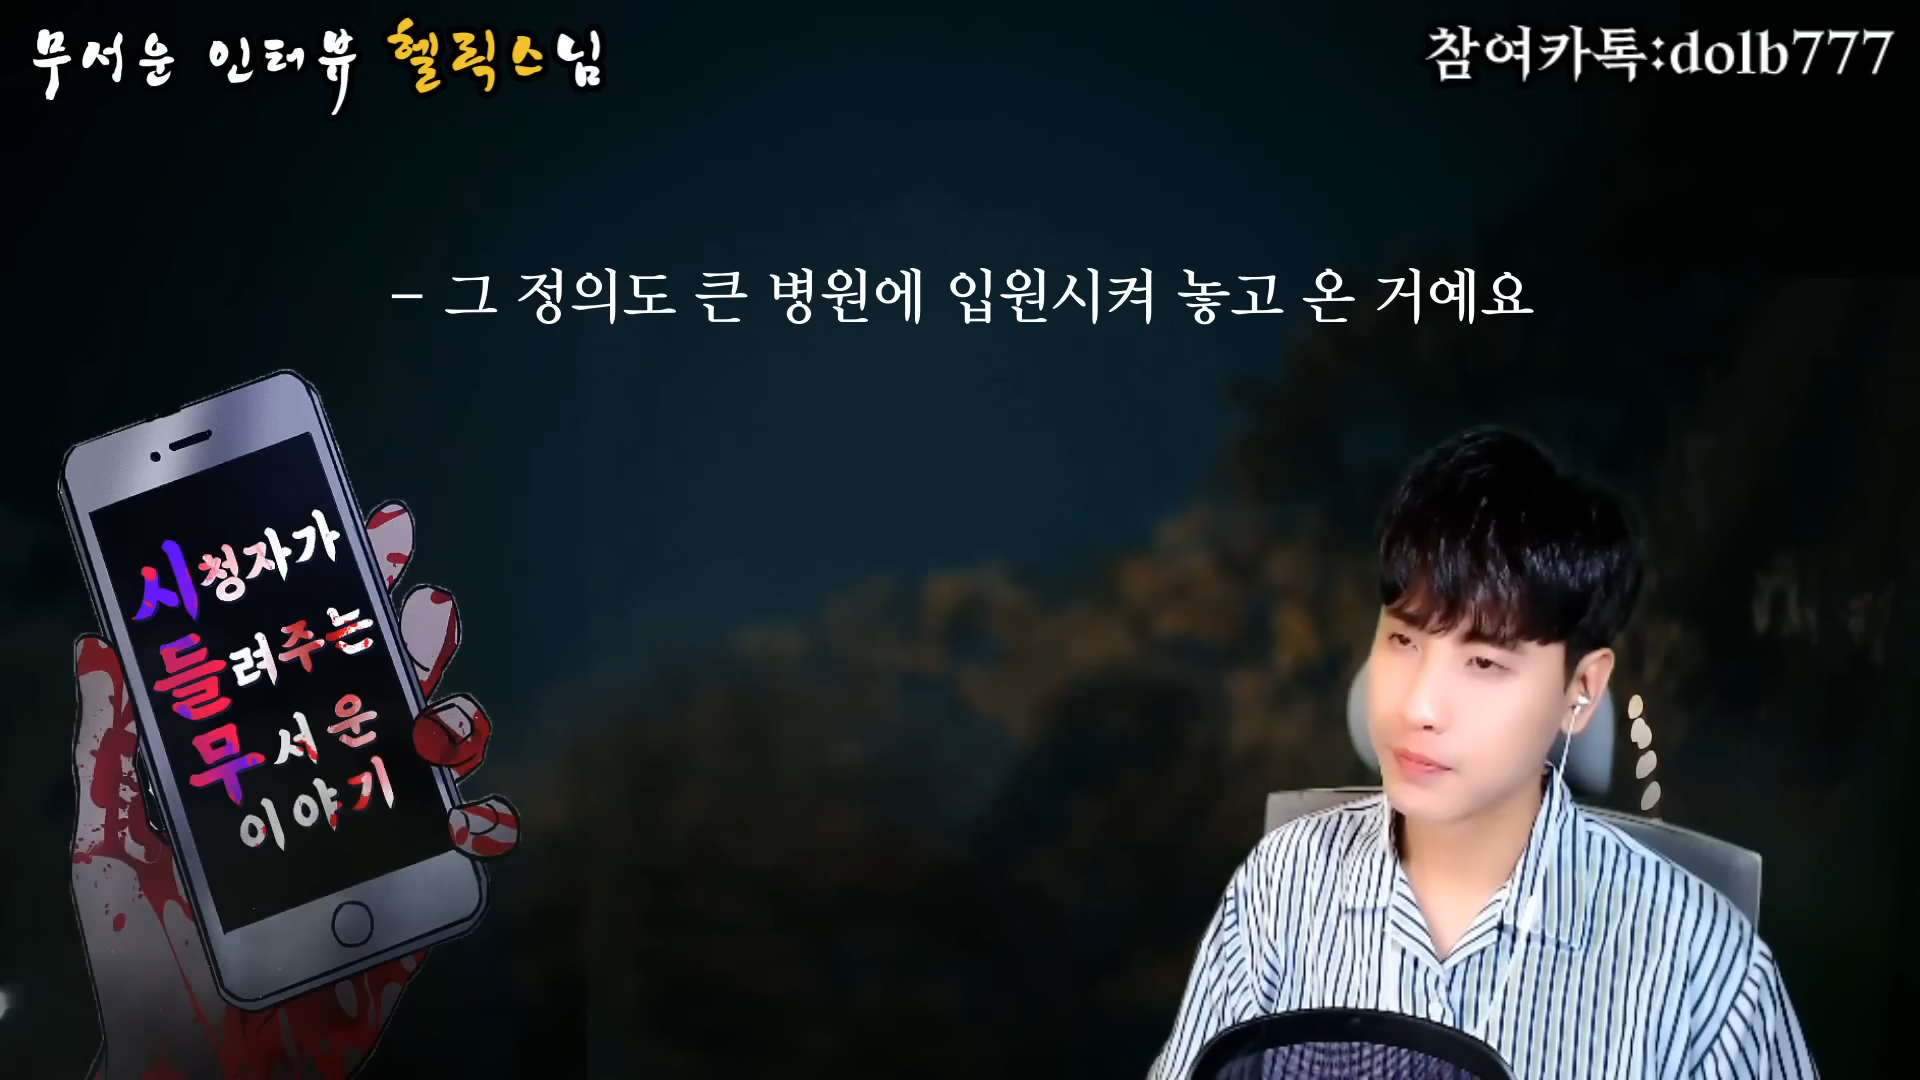 무서운 인터뷰 헬릭스님
참여카톡:dolb777
- 그 정의도 큰 병원에 입원시켜 놓고 온 거예요
시청자가
들려주는
무서운
이야기